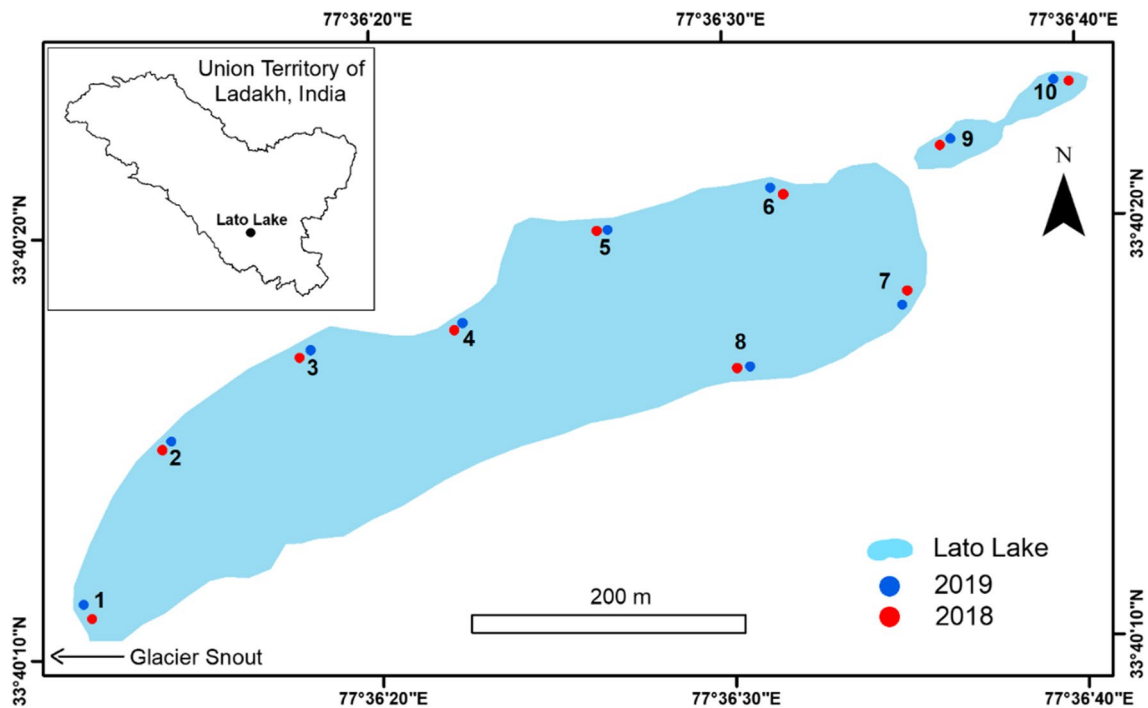 77°36'20"E
77°36'30"E
77°36'40"E
Union Territory of
Ladakh, India
Lato Lake
N
10
9
33°40'20"N
33°40'20"N
6
5
7
4
8
3
2
1
Lato Lake
2019
2018
200 m
33°40'10"N
33°40'10"N
Glacier Snout
77°36'20"E
77°36'30"E
77°36'40"E